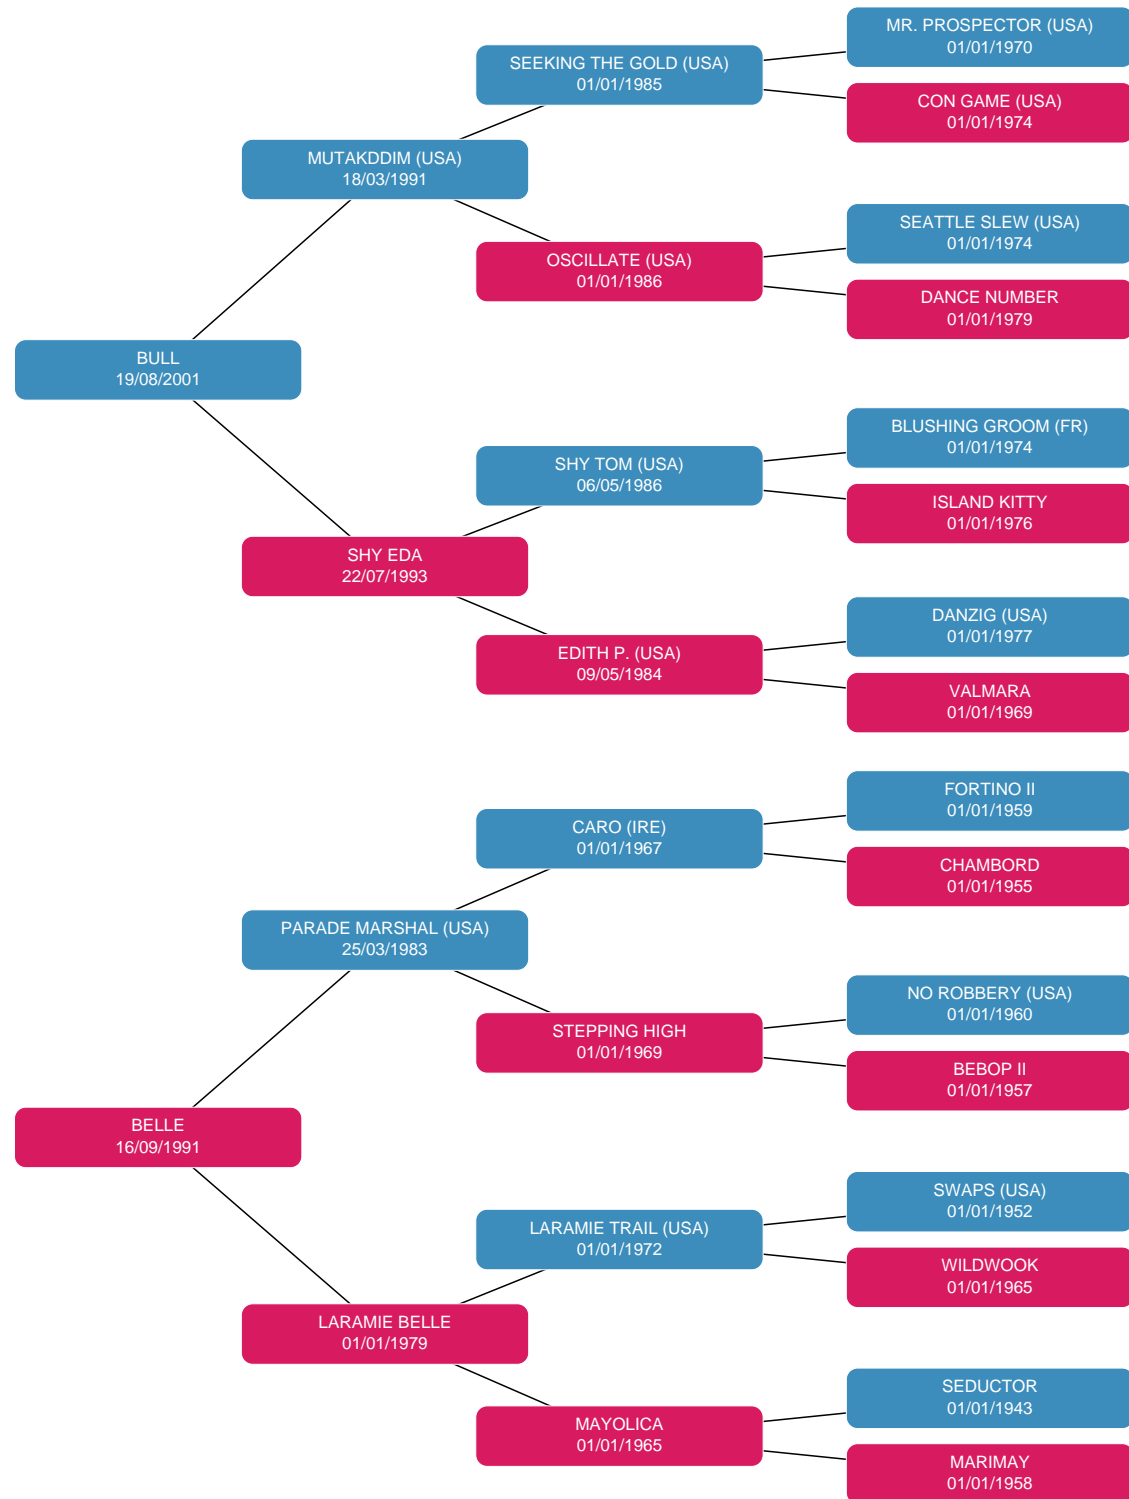 MR. PROSPECTOR (USA)
01/01/1970
SEEKING THE GOLD (USA)
01/01/1985
CON GAME (USA)
01/01/1974
MUTAKDDIM (USA)
18/03/1991
SEATTLE SLEW (USA)
01/01/1974
OSCILLATE (USA)
01/01/1986
DANCE NUMBER
01/01/1979
BULL
19/08/2001
BLUSHING GROOM (FR)
01/01/1974
SHY TOM (USA)
06/05/1986
ISLAND KITTY
01/01/1976
SHY EDA
22/07/1993
DANZIG (USA)
01/01/1977
EDITH P. (USA)
09/05/1984
VALMARA
01/01/1969
FORTINO II
01/01/1959
CARO (IRE)
01/01/1967
CHAMBORD
01/01/1955
PARADE MARSHAL (USA)
25/03/1983
NO ROBBERY (USA)
01/01/1960
STEPPING HIGH
01/01/1969
BEBOP II
01/01/1957
BELLE
16/09/1991
SWAPS (USA)
01/01/1952
LARAMIE TRAIL (USA)
01/01/1972
WILDWOOK
01/01/1965
LARAMIE BELLE
01/01/1979
SEDUCTOR
01/01/1943
MAYOLICA
01/01/1965
MARIMAY
01/01/1958